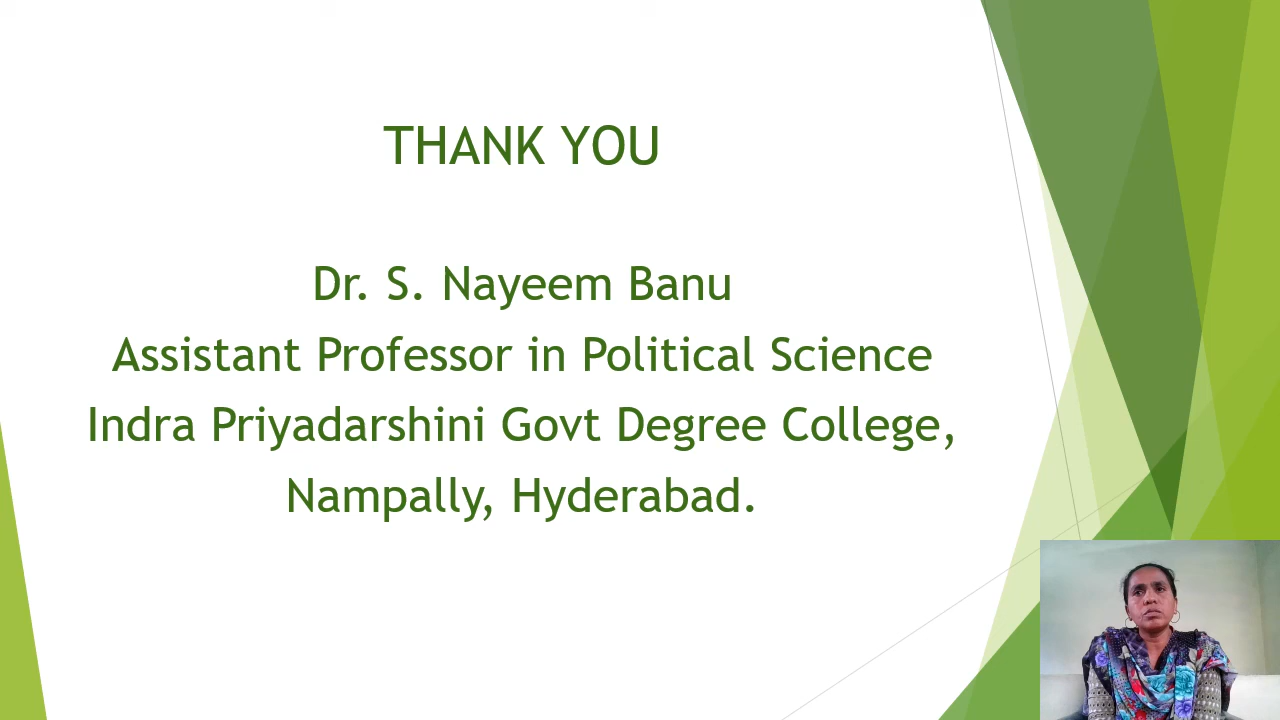 THANK YOU
Dr. S. Nayeem Banu
Assistant Professor in Political Science
Indra Priyadarshini Govt Degree College,
Nampally, Hyderabad.